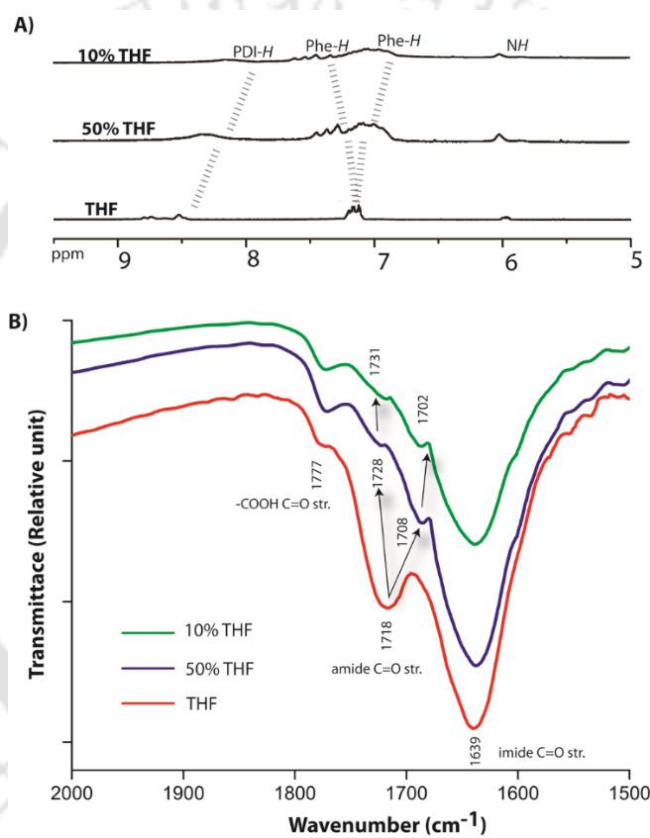 A)
PDI-H
Phe-H
Phe-H
NH
10% THF
50% THF
THF
ppm 9 8 7 6 5
B)
1731
1702
1777
1728
-COOH C=O str.
1708
1718
amide C=O str.
1639
imide C=O str.
10% THF
50% THF
THF
Transmittace (Relative unit)
2000 1900 1800 1700 1600 1500
Wavenumber (cm-1)